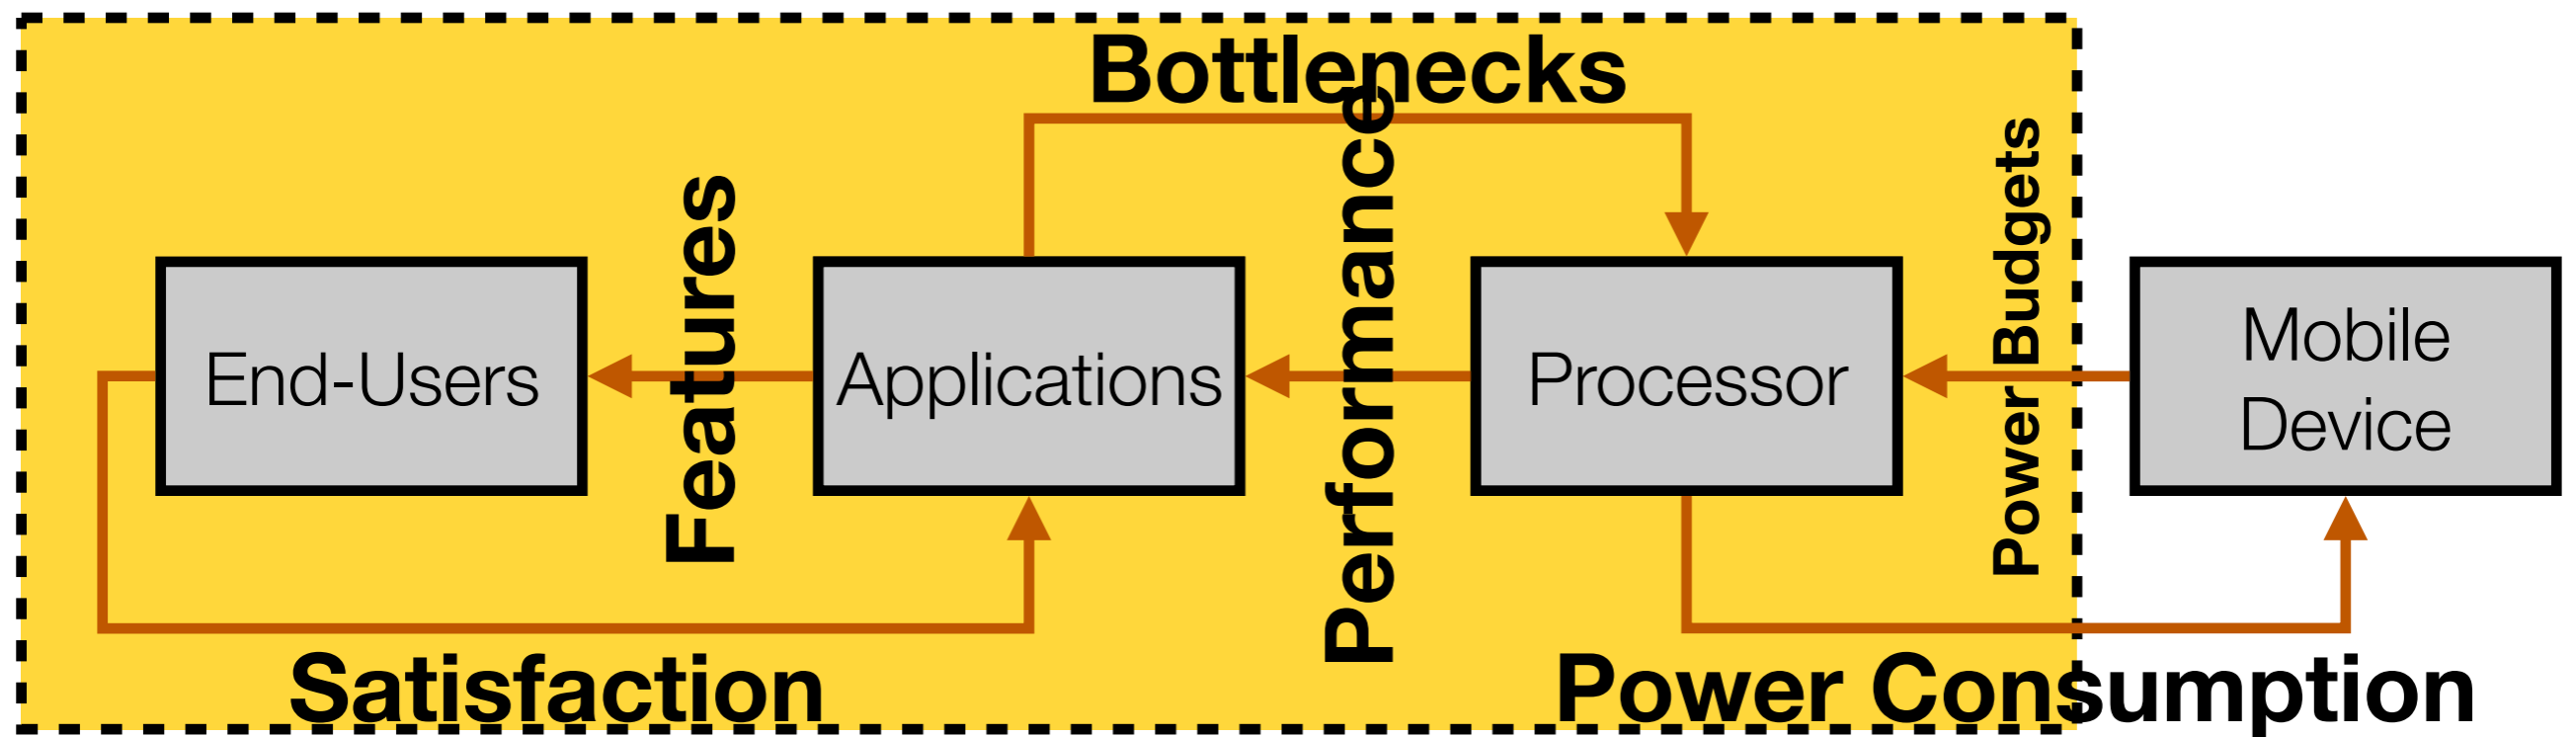 Bottlenecks
Features
Performance
Power Budgets
End-Users
Applications
Processor
Mobile
Device
Satisfaction
Power Consumption